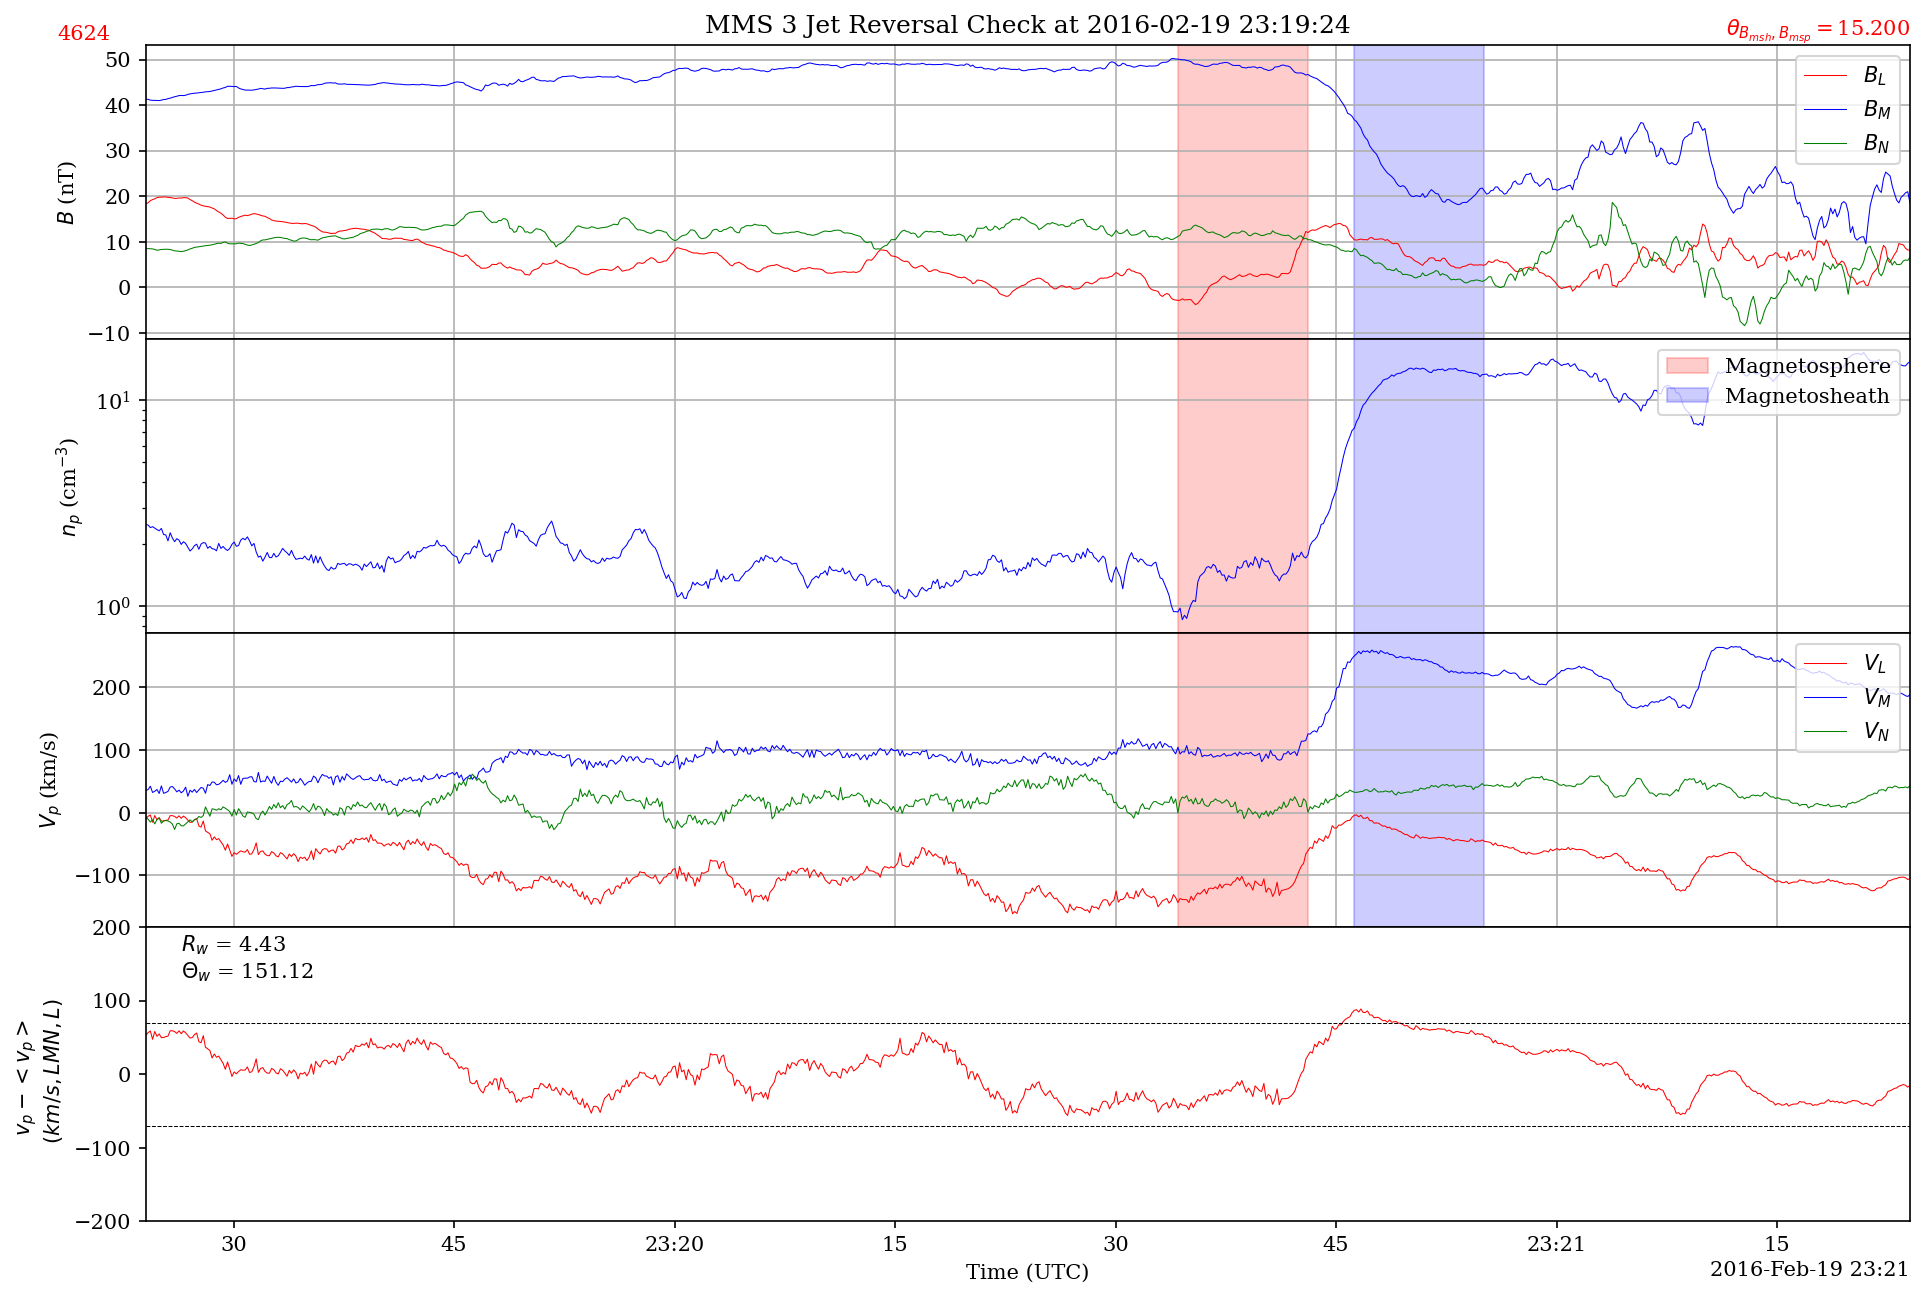 MMS 3 Jet Reversal Check at 2016-02-19 23:19:24
4624
θ_{B_{msh}, B_{msp}} = 15.200
50
40
30
20
10
0
−10
B (nT)
B_L
B_M
B_N
10^1
10^0
n_p (cm^{−3})
Magnetosphere
Magnetosheath
200
100
0
−100
V_p (km/s)
V_L
V_M
V_N
200
100
0
−100
−200
v_p − < v_p >
(km/s, LMN, L)
R_w = 4.43
Θ_w = 151.12
30
45
23:20
15
30
45
23:21
15
Time (UTC)
2016-Feb-19 23:21